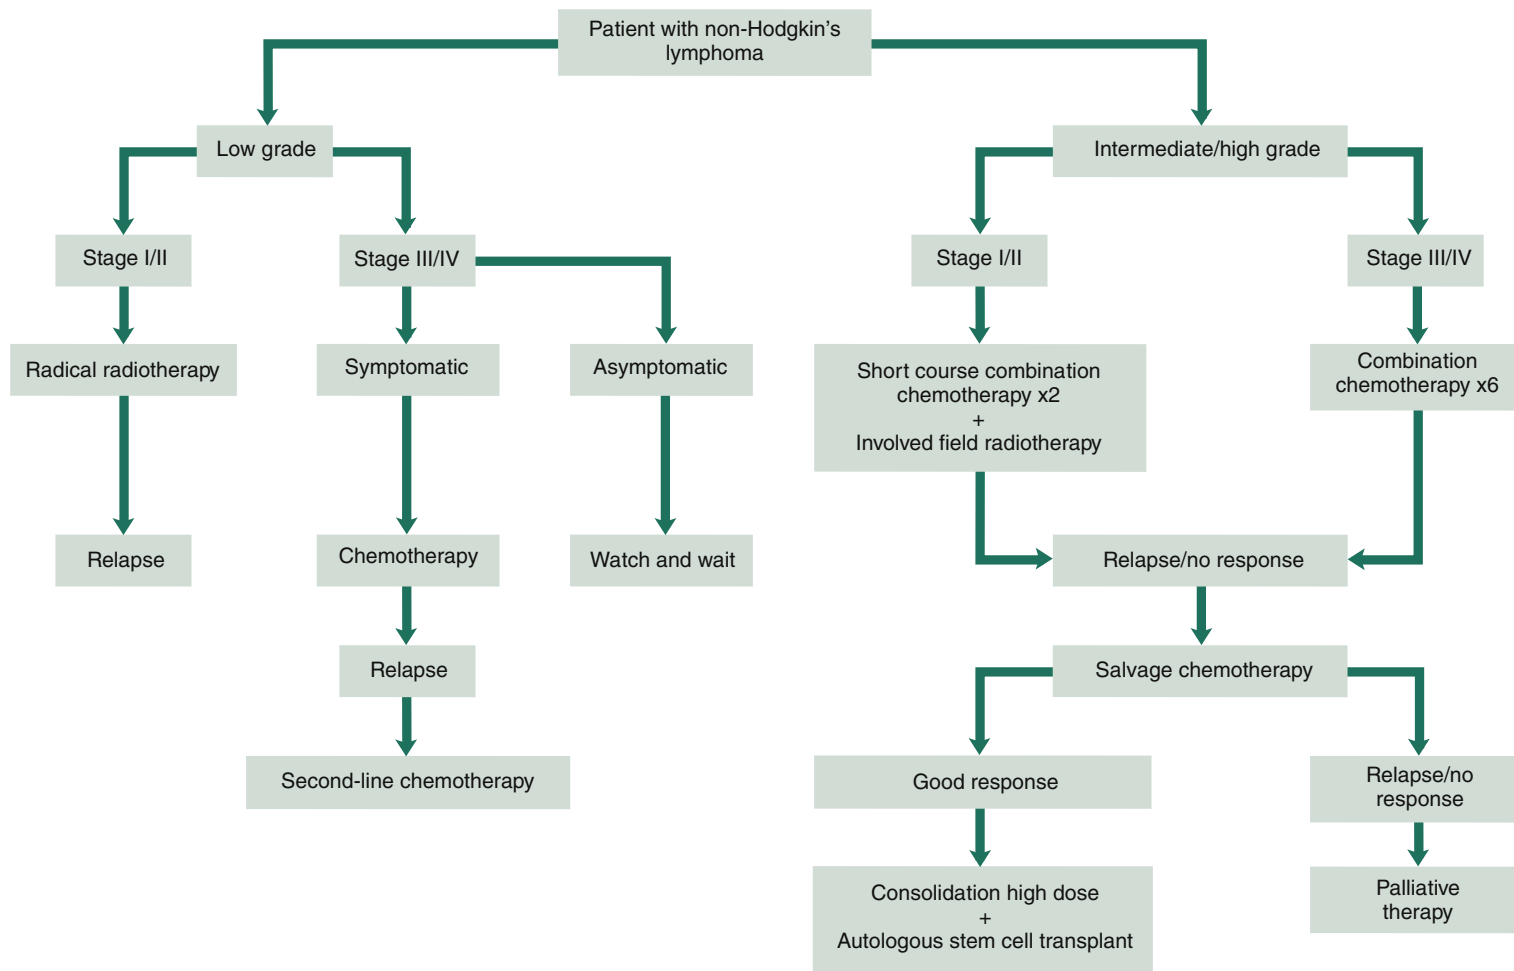 Patient with non-Hodgkin’s
lymphoma
Low grade
Intermediate/high grade
Stage I/II
Stage III/IV
Stage I/II
Stage III/IV
Radical radiotherapy
Symptomatic
Asymptomatic
Short course combination
chemotherapy x2
+
Involved field radiotherapy
Combination
chemotherapy x6
Relapse
Chemotherapy
Watch and wait
Relapse/no response
Relapse
Salvage chemotherapy
Second-line chemotherapy
Good response
Relapse/no
response
Consolidation high dose
+
Autologous stem cell transplant
Palliative
therapy